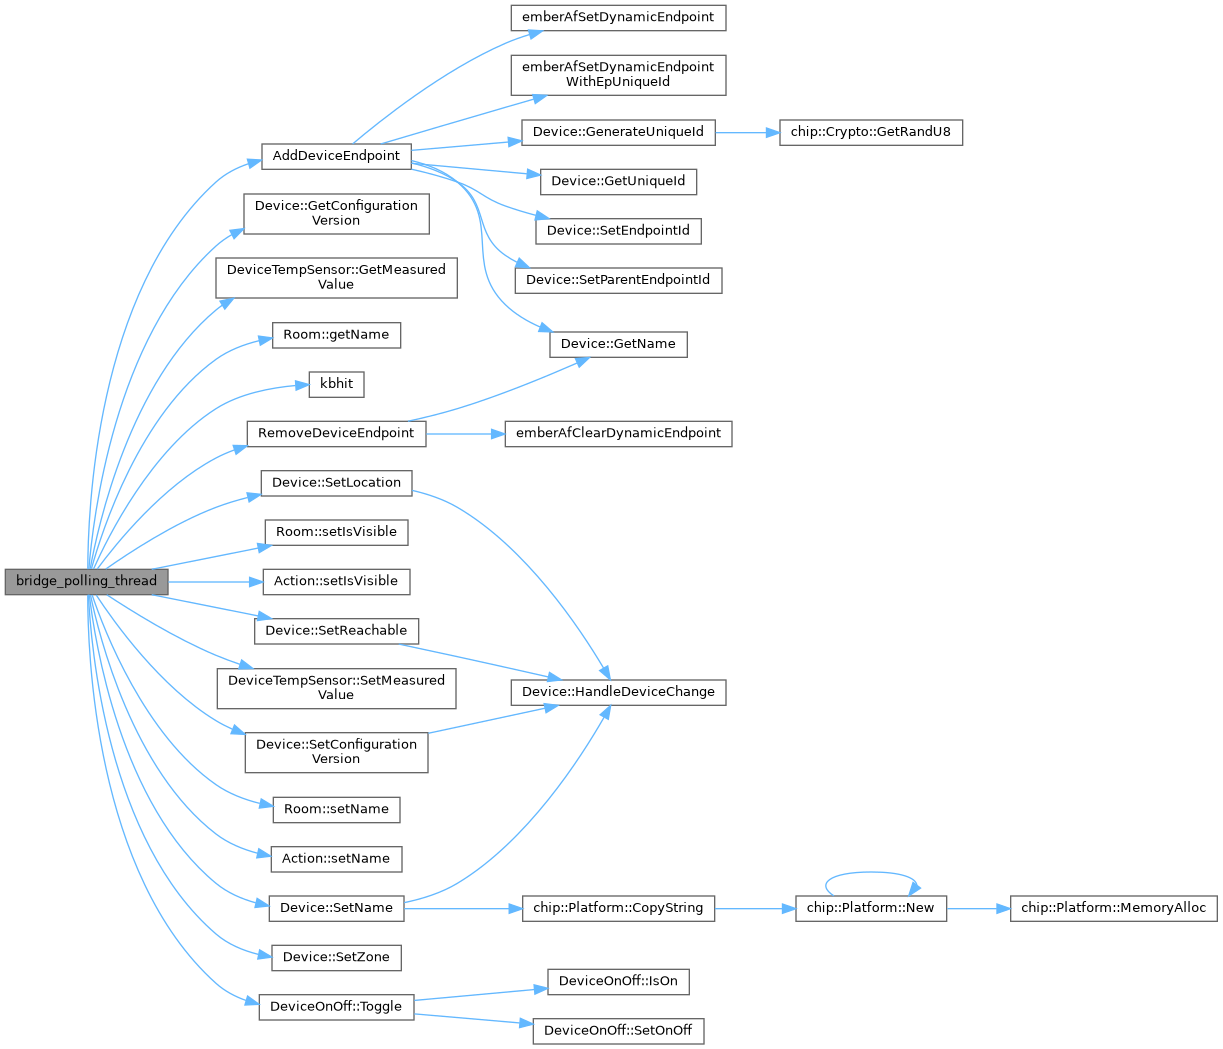 emberAfSetDynamicEndpoint
emberAfSetDynamicEndpoint
WithEpUniqueId
Device::GenerateUniqueId
chip::Crypto::GetRandU8
AddDeviceEndpoint
Device::GetUniqueId
Device::GetConfiguration
Version
Device::SetEndpointId
DeviceTempSensor::GetMeasured
Value
Device::SetParentEndpointId
Room::getName
Device::GetName
kbhit
RemoveDeviceEndpoint
emberAfClearDynamicEndpoint
Device::SetLocation
Room::setIsVisible
bridge_polling_thread
Action::setIsVisible
Device::SetReachable
DeviceTempSensor::SetMeasured
Value
Device::HandleDeviceChange
Device::SetConfiguration
Version
Room::setName
Action::setName
Device::SetName
chip::Platform::CopyString
chip::Platform::New
chip::Platform::MemoryAlloc
Device::SetZone
DeviceOnOff::IsOn
DeviceOnOff::Toggle
DeviceOnOff::SetOnOff